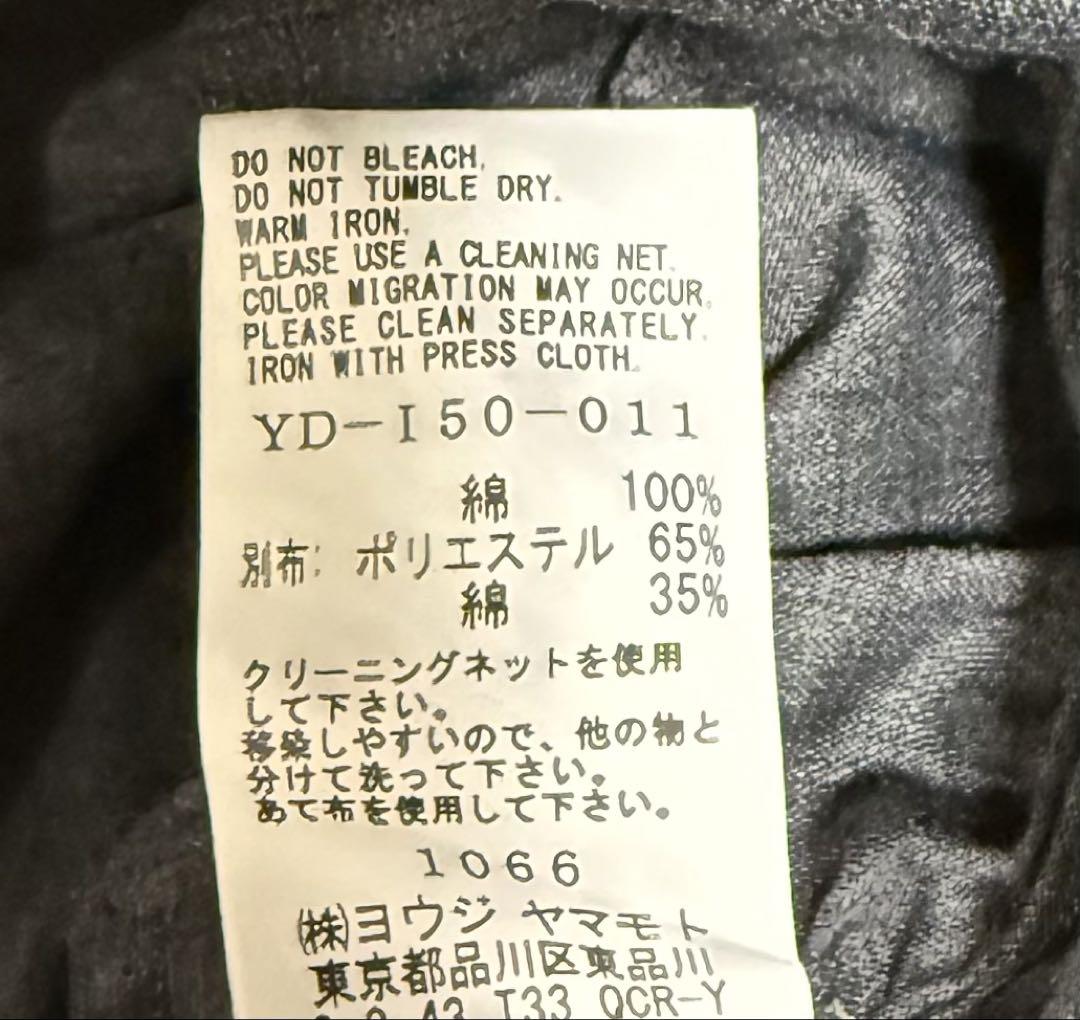 DO NOT BLEACH.
DO NOT TUMBLE DRY.
WARM IRON.
PLEASE USE A CLEANING NET.
COLOR MIGRATION MAY OCCUR.
PLEASE CLEAN SEPARATELY.
IRON WITH PRESS CLOTH.
YD-I50-011
綿 100%
別布: ポリエステル 65%
綿 35%
クリーニングネットを使用
して下さい。
移染しやすいので、他の物と
分けて洗って下さい。
あて布を使用して下さい。
1066
(株)ヨウジ ヤマモト
東京都品川区東品川
43 T33 OCR-Y